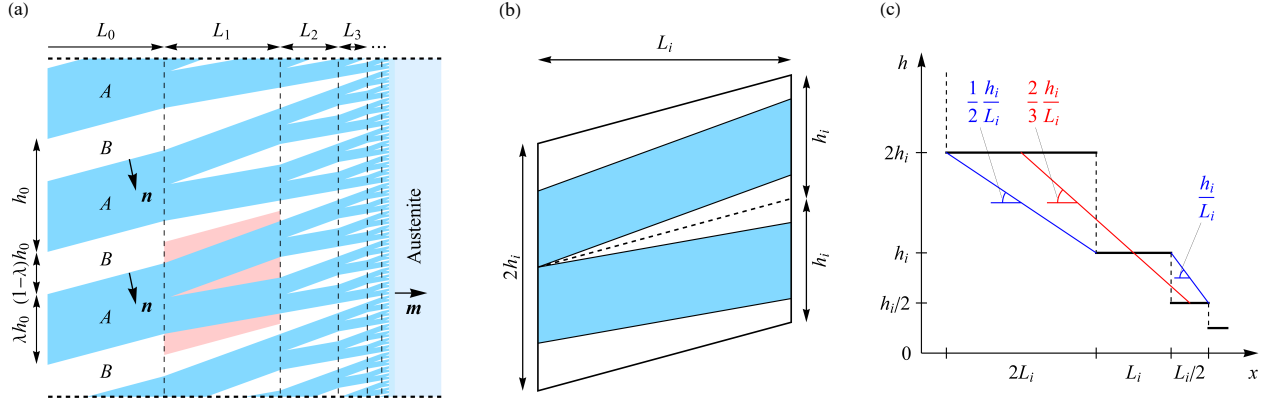 (a)
L₀ L₁ L₂ L₃ ...
A
B
n
A
B
n
A
B
h₀
(1−λ)h₀
λh₀
Austenite
m
(b)
Lᵢ
2hᵢ
hᵢ
hᵢ
(c)
h
1/2 hᵢ/Lᵢ
2/3 hᵢ/Lᵢ
hᵢ/Lᵢ
2hᵢ
hᵢ
hᵢ/2
0
2Lᵢ Lᵢ Lᵢ/2 x